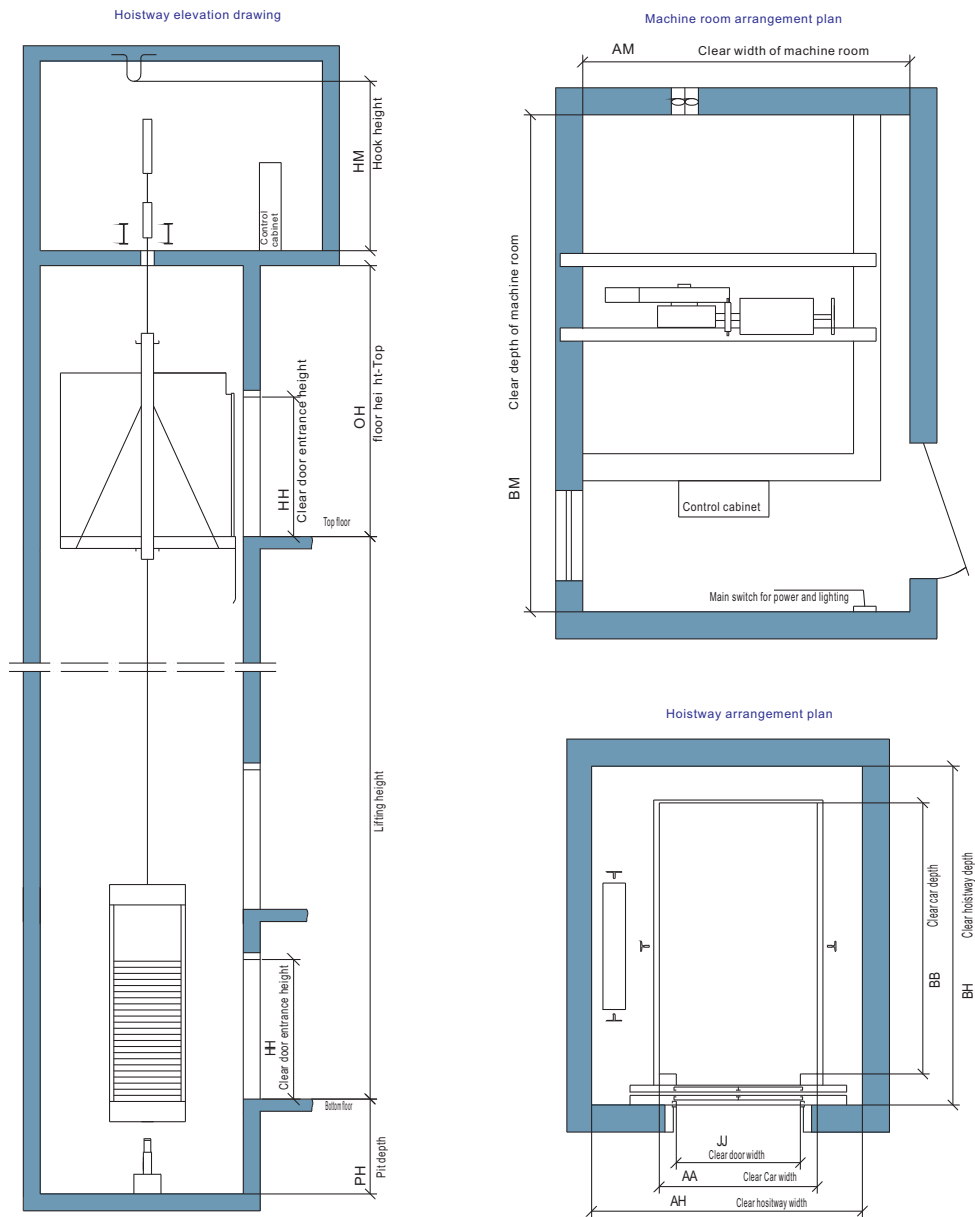 Hoistway elevation drawing
HM
Hook height
Control
cabinet
OH
floor hei ht-Top
HH
Clear door entrance height
Top floor
Lifting height
HH
Clear door entrance height
Bottom floor
PH
Pit depth
Machine room arrangement plan
AM
Clear width of machine room
Clear depth of machine room
BM
Control cabinet
Main switch for power and lighting
Hoistway arrangement plan
Clear car depth
BB
Clear hoistway depth
BH
JJ
Clear door width
AA
Clear Car width
AH
Clear hositway width